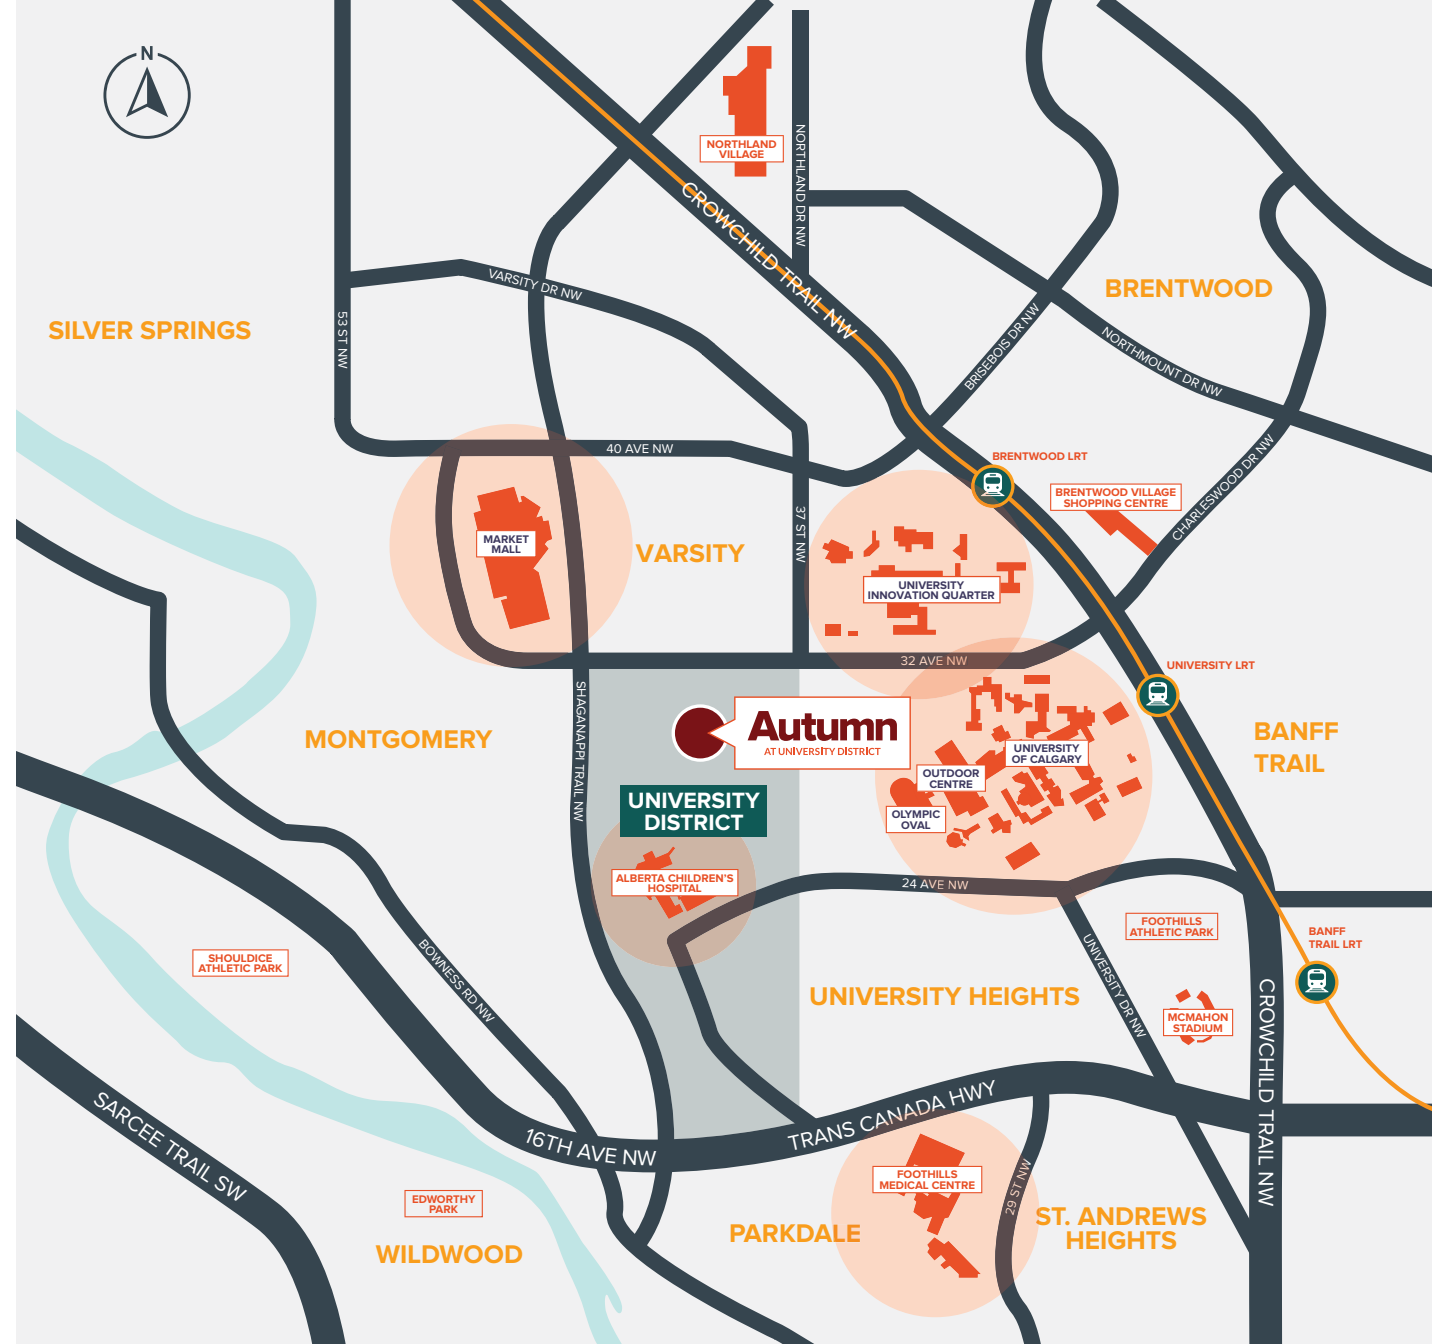 N
NORTHLAND
VILLAGE
NORTHLAND DR NW
CROWCHILD TRAIL NW
VARSITY DR NW
BRENTWOOD
SILVER SPRINGS
53 ST NW
BRISEBOIS DR NW
NORTHMOUNT DR NW
40 AVE NW
BRENTWOOD LRT
BRENTWOOD VILLAGE
SHOPPING CENTRE
CHARLESWOOD DR NW
MARKET
MALL
VARSITY
37 ST NW
UNIVERSITY
INNOVATION QUARTER
32 AVE NW
UNIVERSITY LRT
SHAGANAPPI TRAIL NW
Autumn
AT UNIVERSITY DISTRICT
MONTGOMERY
BANFF
TRAIL
UNIVERSITY
OF CALGARY
OUTDOOR
CENTRE
OLYMPIC
OVAL
UNIVERSITY
DISTRICT
ALBERTA CHILDREN'S
HOSPITAL
24 AVE NW
FOOTHILLS
ATHLETIC PARK
BANFF
TRAIL LRT
SHOULDICE
ATHLETIC PARK
BOWNESS RD NW
UNIVERSITY DR NW
UNIVERSITY HEIGHTS
MCMAHON
STADIUM
CROWCHILD TRAIL NW
SARCEE TRAIL SW
16TH AVE NW
TRANS CANADA HWY
FOOTHILLS
MEDICAL CENTRE
29 ST NW
EDWORTHY
PARK
WILDWOOD
PARKDALE
ST. ANDREWS
HEIGHTS